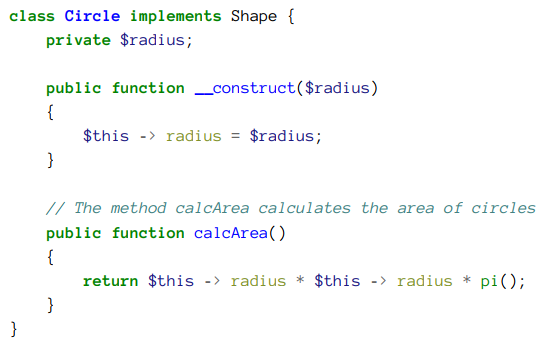 class Circle implements Shape {
    private $radius;

    public function __construct($radius)
    {
        $this -> radius = $radius;
    }

    // The method calcArea calculates the area of circles
    public function calcArea()
    {
        return $this -> radius * $this -> radius * pi();
    }
}